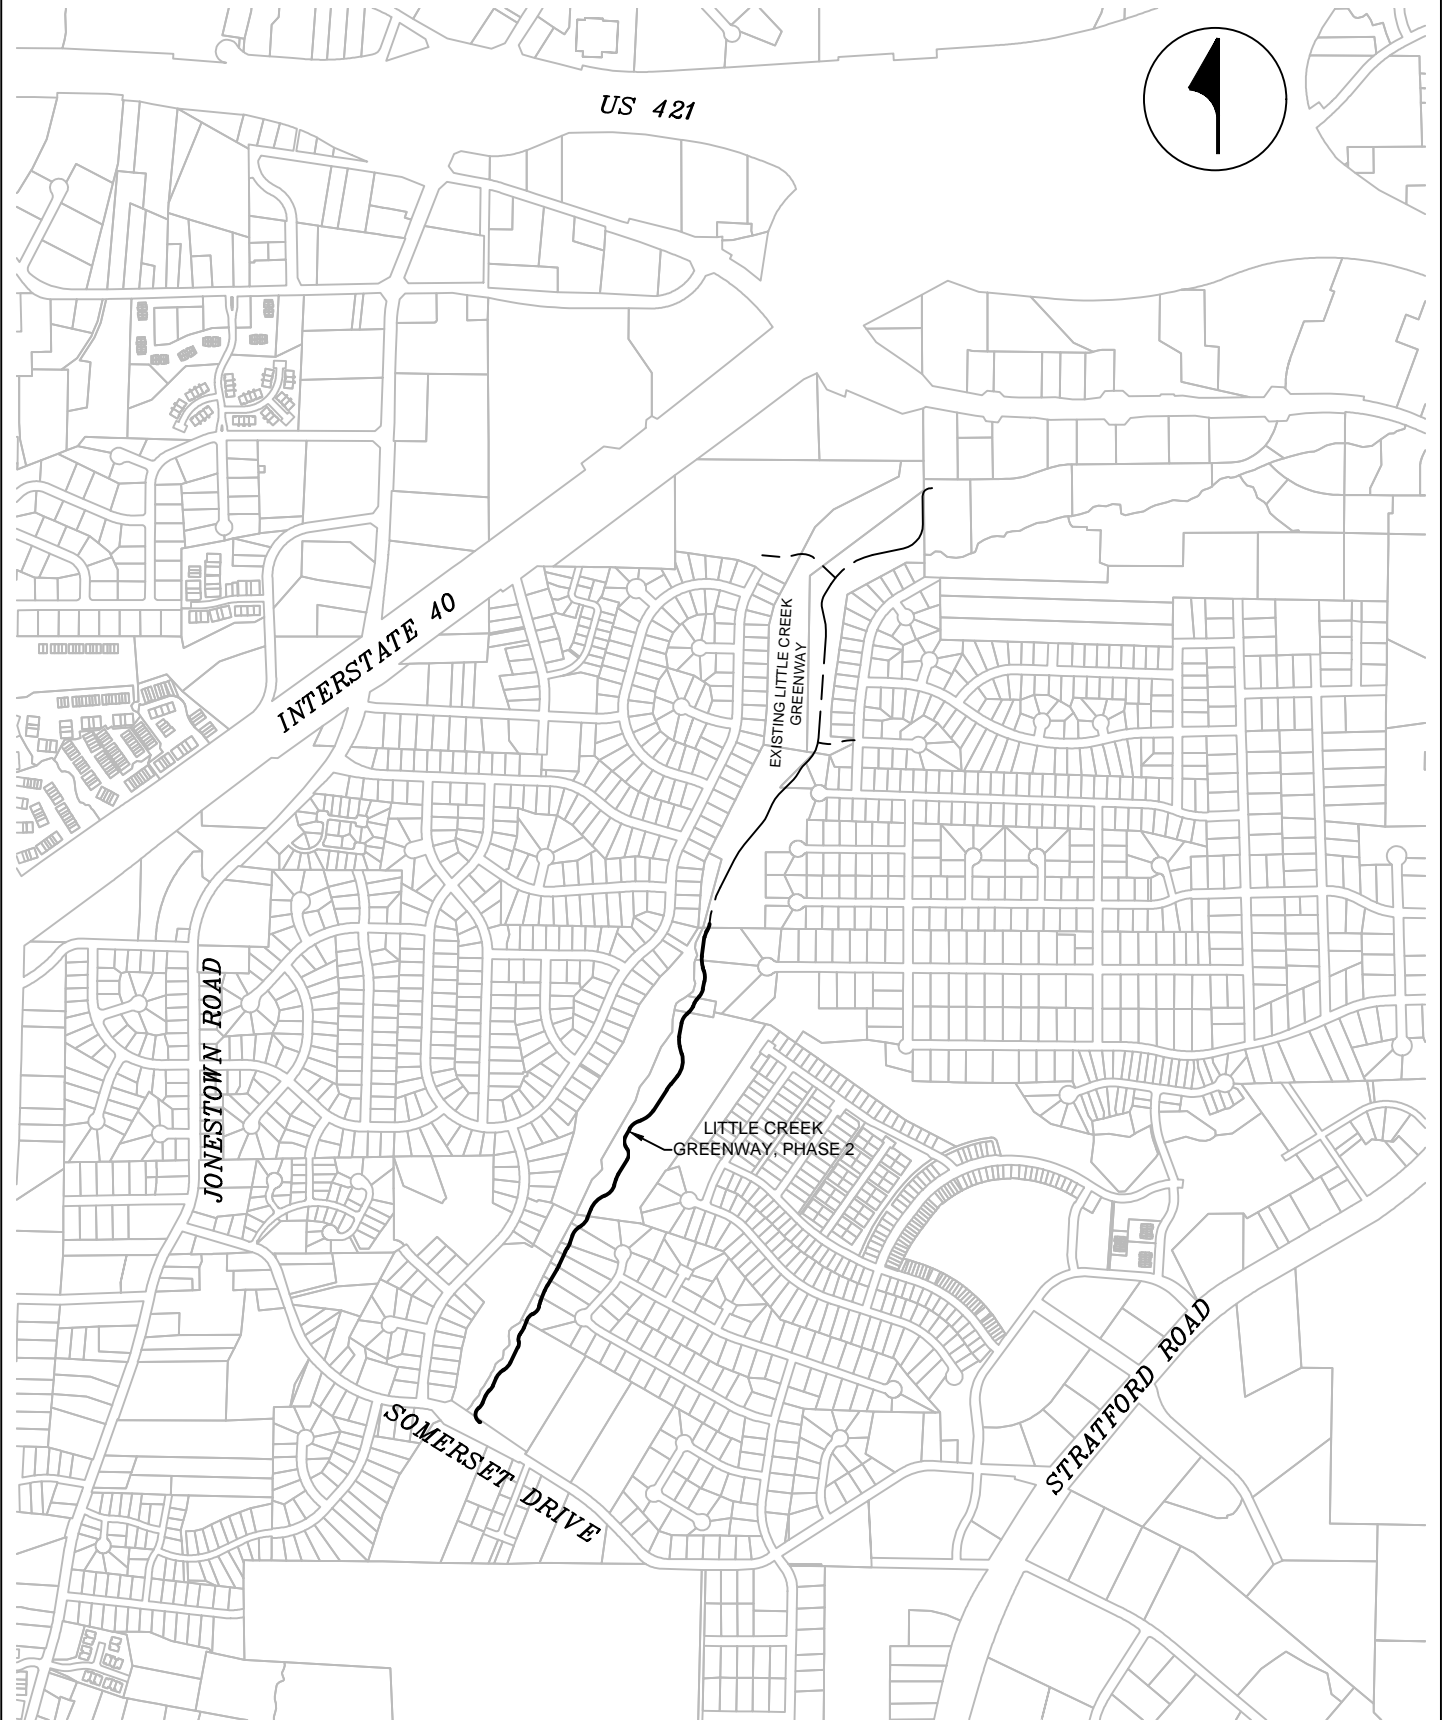 US 421
INTERSTATE 40
EXISTING LITTLE CREEK
GREENWAY
JONESTOWN ROAD
LITTLE CREEK
GREENWAY, PHASE 2
STRATFORD ROAD
SOMERSET DRIVE